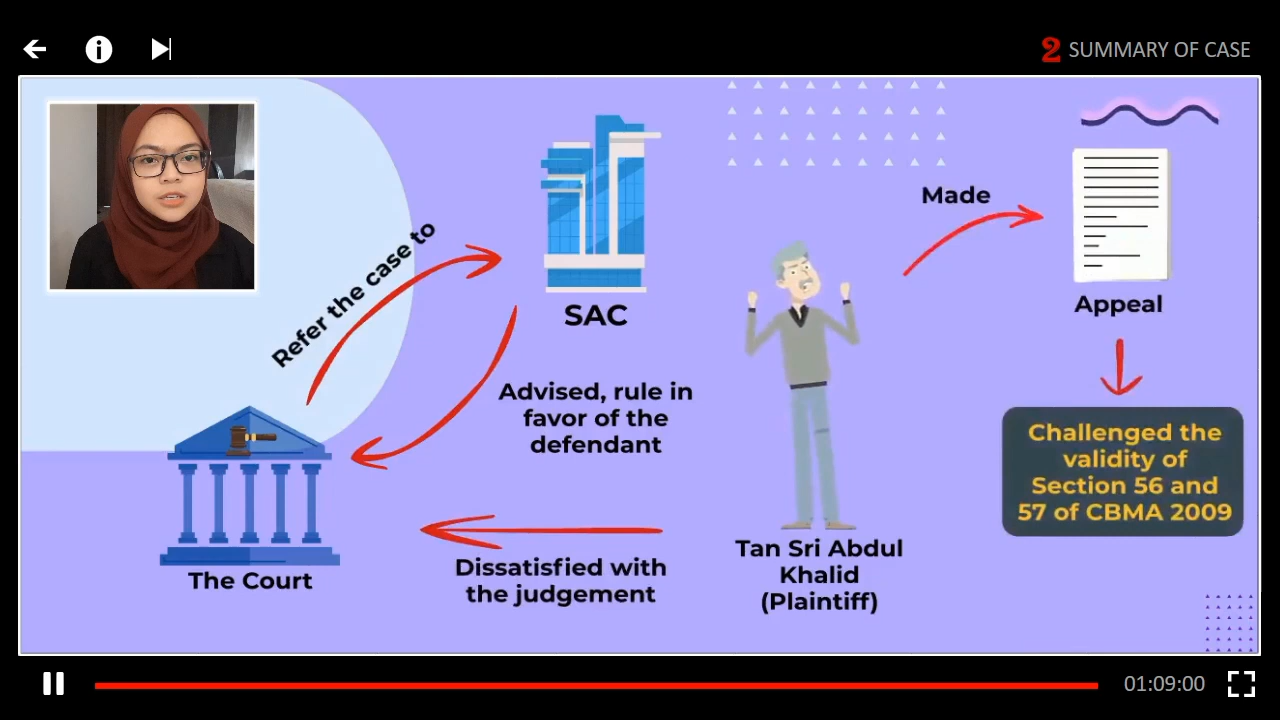 2 SUMMARY OF CASE
Refer the case to
SAC
Made
Appeal
Advised, rule in
favor of the
defendant
Challenged the
validity of
Section 56 and
57 of CBMA 2009
The Court
Dissatisfied with
the judgement
Tan Sri Abdul
Khalid
(Plaintiff)
01:09:00